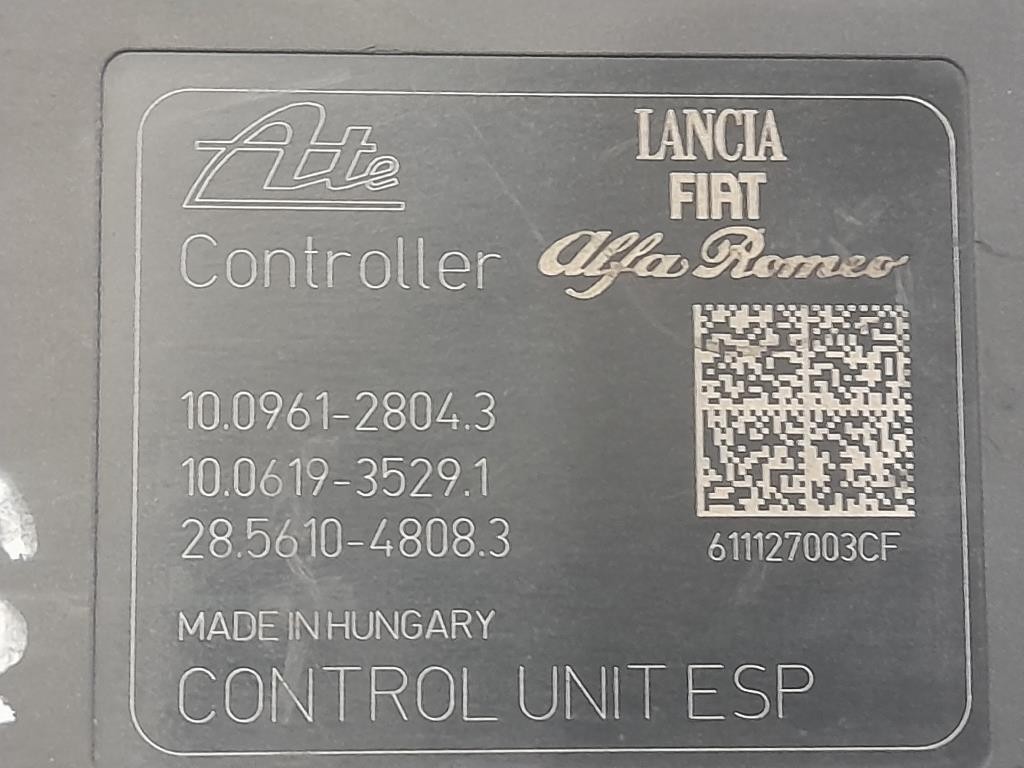 Ate
LANCIA
FIAT
Alfa Romeo
Controller
10.0961-2804.3
10.0619-3529.1
28.5610-4808.3
611127003CF
MADE IN HUNGARY
CONTROL UNIT ESP